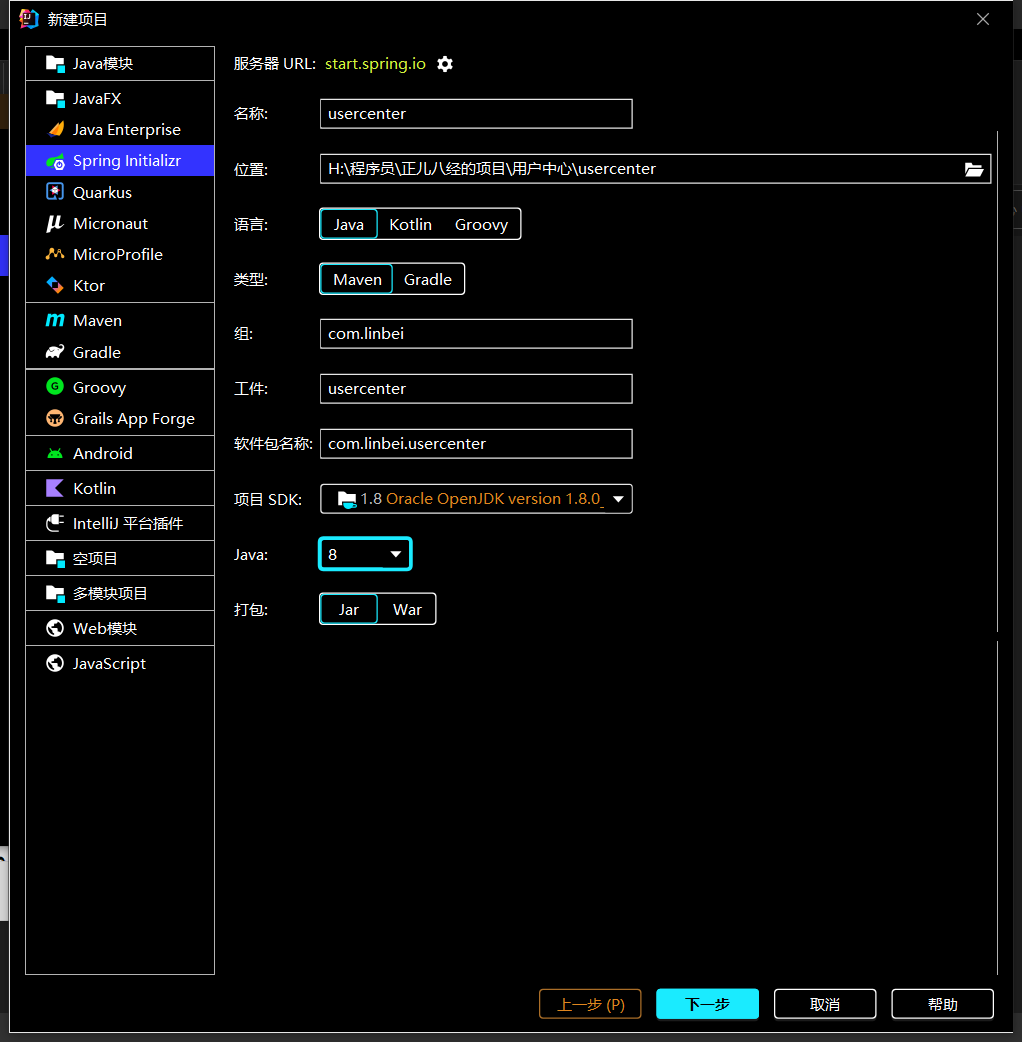 新建项目
Java模块
JavaFX
Java Enterprise
Spring Initializr
Quarkus
Micronaut
MicroProfile
Ktor
Maven
Gradle
Groovy
Grails App Forge
Android
Kotlin
IntelliJ 平台插件
空项目
多模块项目
Web模块
JavaScript
服务器 URL: start.spring.io
名称: usercenter
位置: H:\程序员\正儿八经的项目\用户中心\usercenter
语言: Java Kotlin Groovy
类型: Maven Gradle
组: com.linbei
工件: usercenter
软件包名称: com.linbei.usercenter
项目 SDK: 1.8 Oracle OpenJDK version 1.8.0_
Java: 8
打包: Jar War
上一步 (P) 下一步 取消 帮助